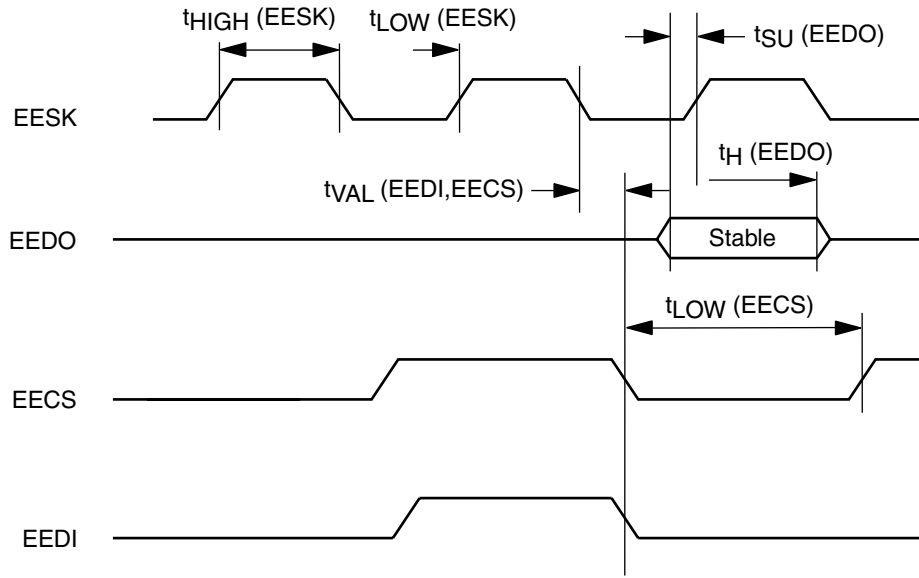 tHIGH (EESK)
tLOW (EESK)
tSU (EEDO)
EESK
tH (EEDO)
tVAL (EEDI,EECS)
EEDO
Stable
tLOW (EECS)
EECS
EEDI